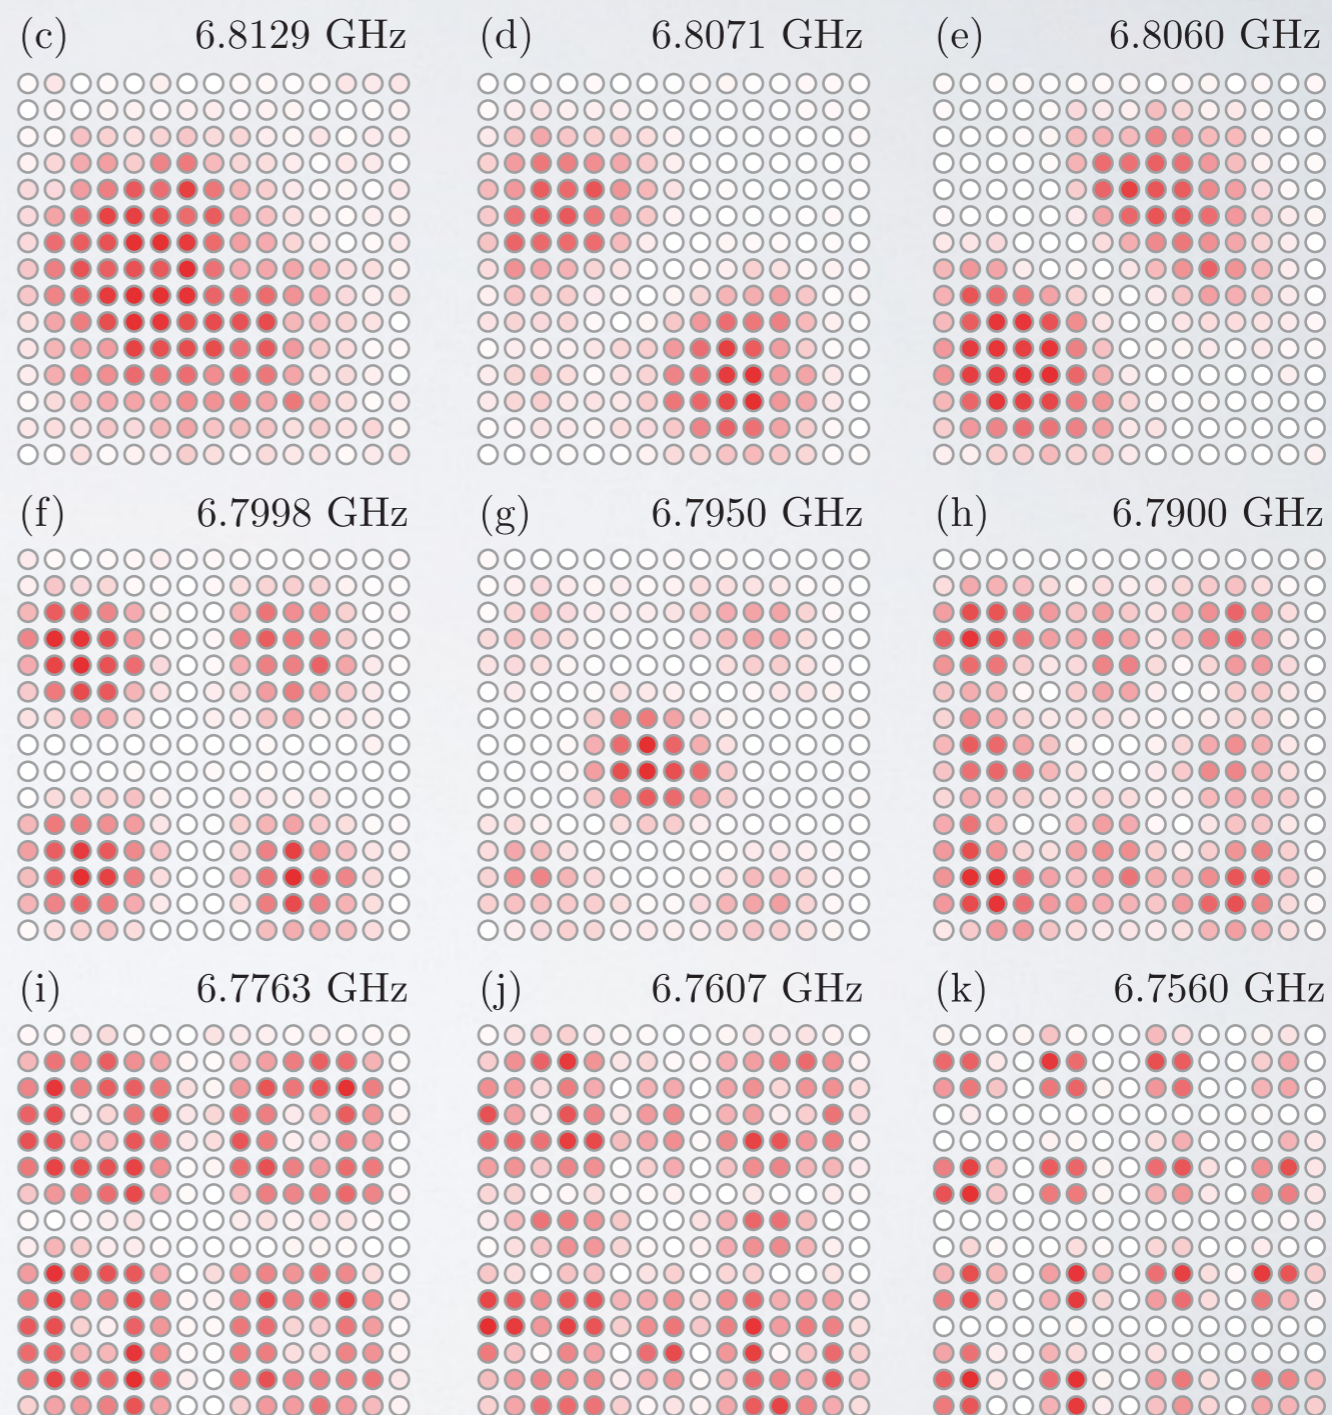 (c) 6.8129 GHz (d) 6.8071 GHz (e) 6.8060 GHz
(f) 6.7998 GHz (g) 6.7950 GHz (h) 6.7900 GHz
(i) 6.7763 GHz (j) 6.7607 GHz (k) 6.7560 GHz